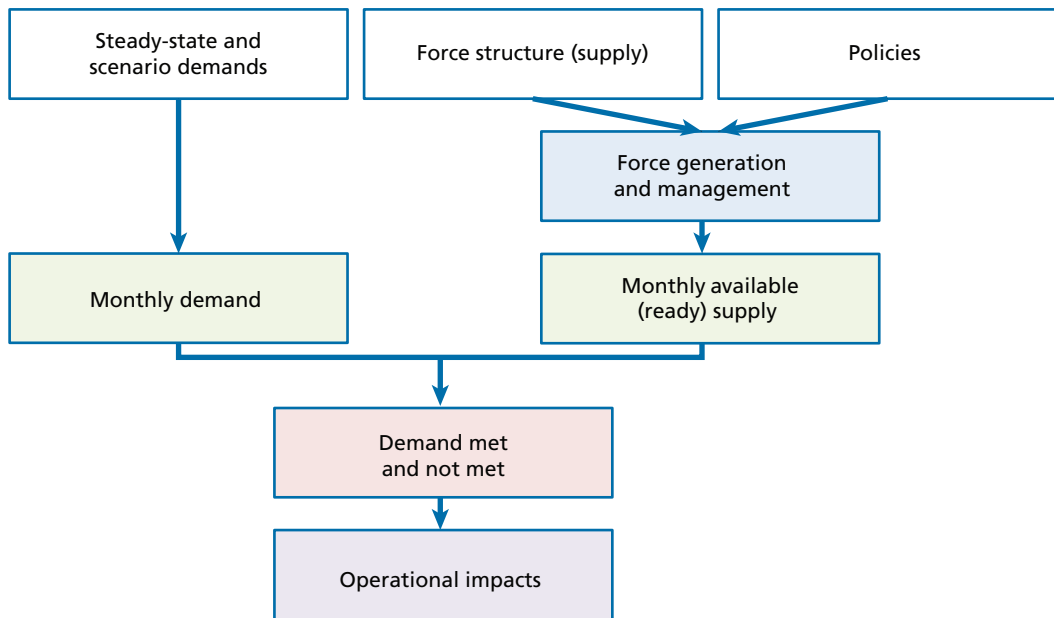 Steady-state and
scenario demands
Force structure (supply)
Policies
Force generation
and management
Monthly demand
Monthly available
(ready) supply
Demand met
and not met
Operational impacts